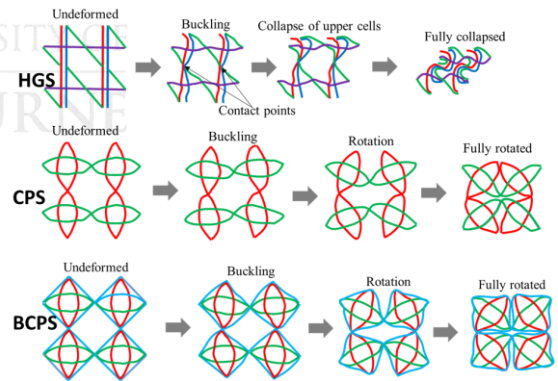 Undeformed
Buckling
Collapse of upper cells
Fully collapsed
HGS
Contact points
Undeformed
Buckling
Rotation
Fully rotated
CPS
Undeformed
Buckling
Rotation
Fully rotated
BCPS